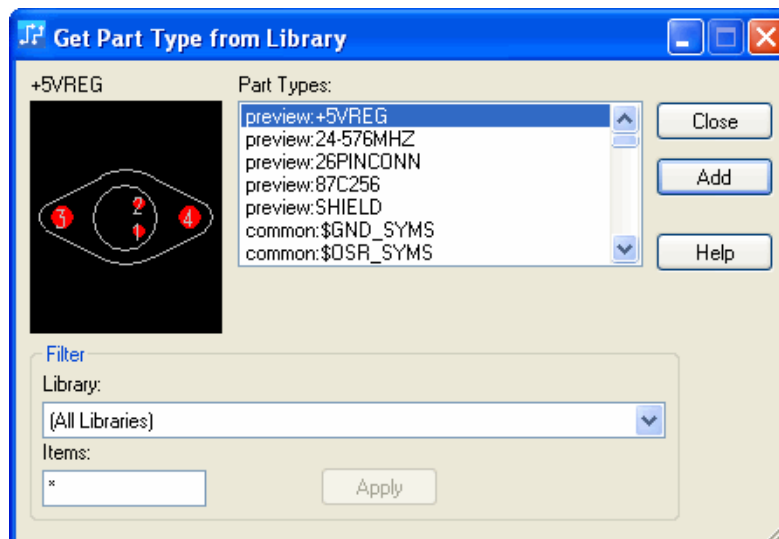 Get Part Type from Library
+5VREG
Part Types:
preview:+5VREG
preview:24-576MHZ
preview:26PINCONN
preview:87C256
preview:SHIELD
common:$GND_SYMS
common:$OSR_SYMS
Close
Add
Help
2
3
4
1
Filter
Library:
(All Libraries)
Items:
*
Apply